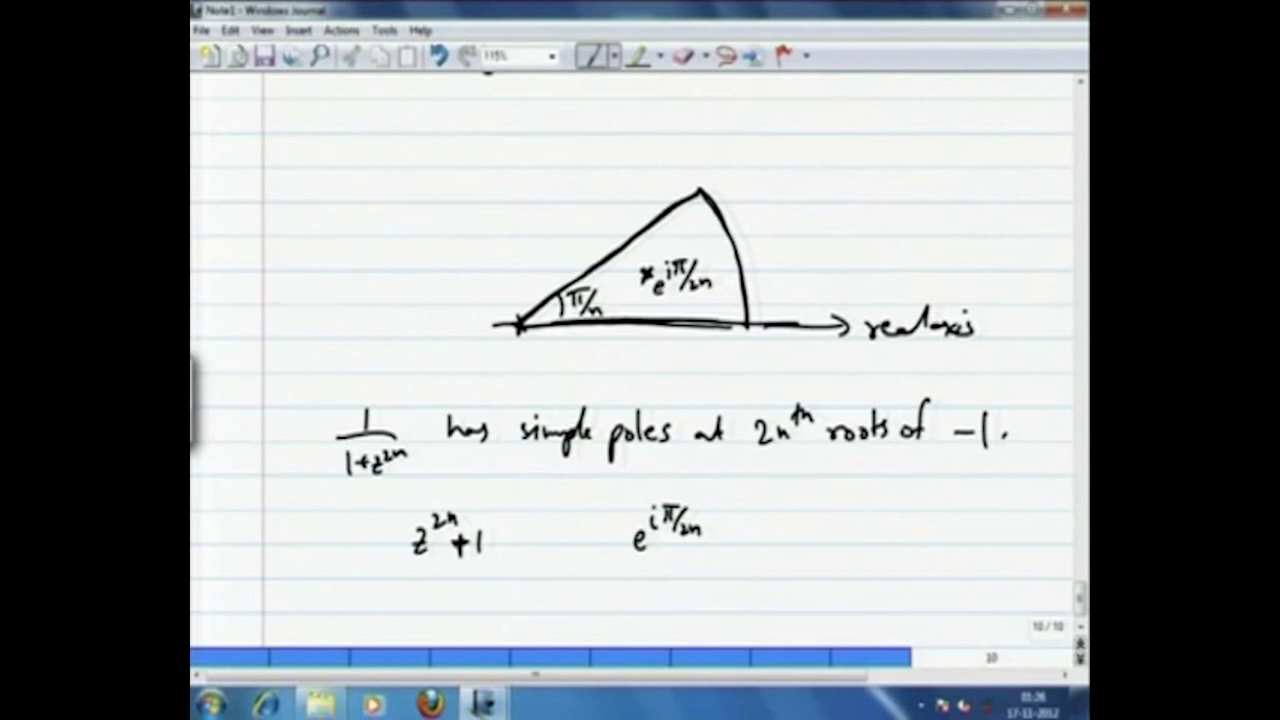 Note1 - Windows Journal
File Edit View Insert Actions Tools Help
115%
*e^{iπ/2n}
π/n
real axis
1/(1+z^{2n}) has simple poles at 2n^{th} roots of -1.
z^{2n}+1 e^{iπ/2n}
10 / 10
10
01:26
17-11-2012